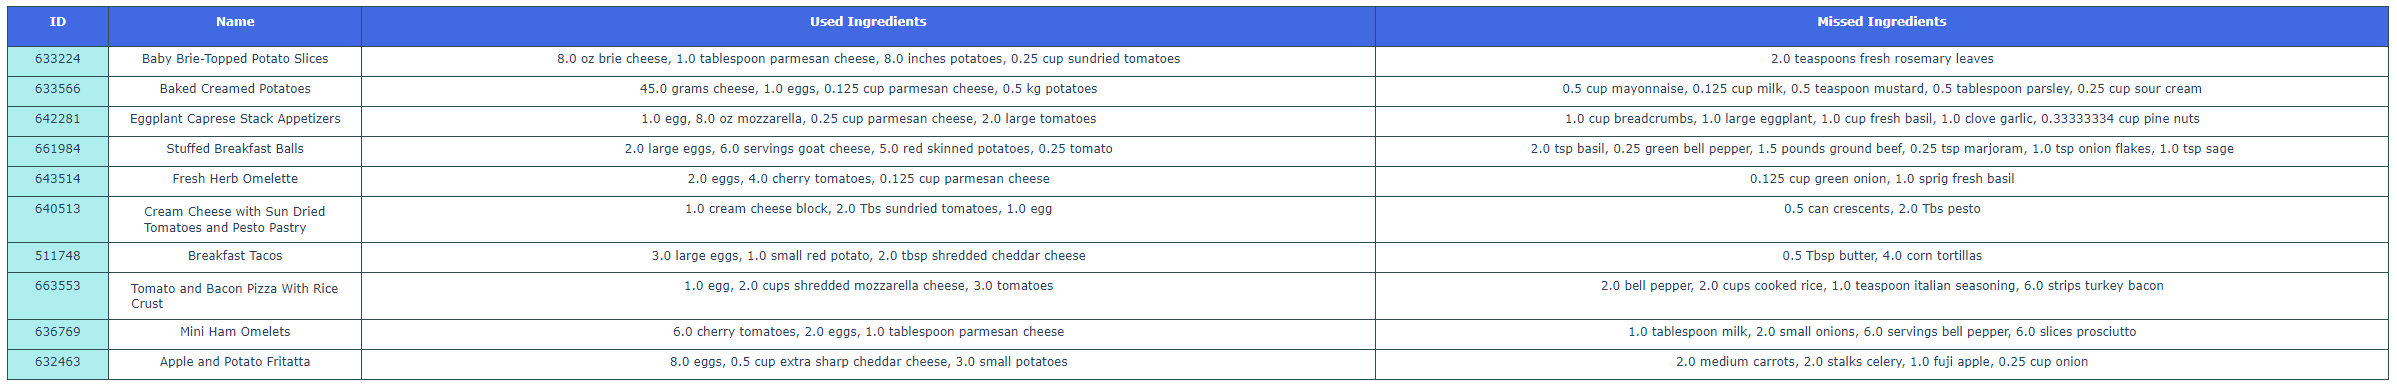 ID Name Used Ingredients Missed Ingredients
633224 Baby Brie-Topped Potato Slices 8.0 oz brie cheese, 1.0 tablespoon parmesan cheese, 8.0 inches potatoes, 0.25 cup sundried tomatoes 2.0 teaspoons fresh rosemary leaves
633566 Baked Creamed Potatoes 45.0 grams cheese, 1.0 eggs, 0.125 cup parmesan cheese, 0.5 kg potatoes 0.5 cup mayonnaise, 0.125 cup milk, 0.5 teaspoon mustard, 0.5 tablespoon parsley, 0.25 cup sour cream
642281 Eggplant Caprese Stack Appetizers 1.0 egg, 8.0 oz mozzarella, 0.25 cup parmesan cheese, 2.0 large tomatoes 1.0 cup breadcrumbs, 1.0 large eggplant, 1.0 cup fresh basil, 1.0 clove garlic, 0.33333334 cup pine nuts
661984 Stuffed Breakfast Balls 2.0 large eggs, 6.0 servings goat cheese, 5.0 red skinned potatoes, 0.25 tomato 2.0 tsp basil, 0.25 green bell pepper, 1.5 pounds ground beef, 0.25 tsp marjoram, 1.0 tsp onion flakes, 1.0 tsp sage
643514 Fresh Herb Omelette 2.0 eggs, 4.0 cherry tomatoes, 0.125 cup parmesan cheese 0.125 cup green onion, 1.0 sprig fresh basil
640513 Cream Cheese with Sun Dried 1.0 cream cheese block, 2.0 Tbs sundried tomatoes, 1.0 egg 0.5 can crescents, 2.0 Tbs pesto
Tomatoes and Pesto Pastry
511748 Breakfast Tacos 3.0 large eggs, 1.0 small red potato, 2.0 tbsp shredded cheddar cheese 0.5 Tbsp butter, 4.0 corn tortillas
663553 Tomato and Bacon Pizza With Rice 1.0 egg, 2.0 cups shredded mozzarella cheese, 3.0 tomatoes 2.0 bell pepper, 2.0 cups cooked rice, 1.0 teaspoon italian seasoning, 6.0 strips turkey bacon
Crust
636769 Mini Ham Omelets 6.0 cherry tomatoes, 2.0 eggs, 1.0 tablespoon parmesan cheese 1.0 tablespoon milk, 2.0 small onions, 6.0 servings bell pepper, 6.0 slices prosciutto
632463 Apple and Potato Fritatta 8.0 eggs, 0.5 cup extra sharp cheddar cheese, 3.0 small potatoes 2.0 medium carrots, 2.0 stalks celery, 1.0 fuji apple, 0.25 cup onion